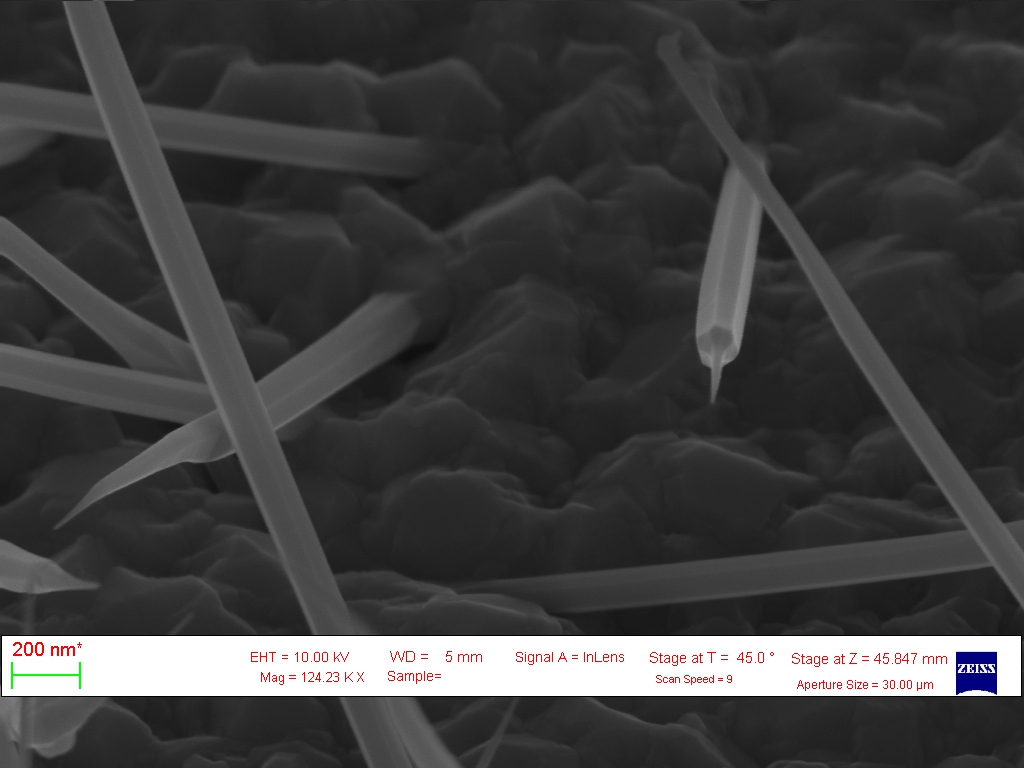 200 nm*
EHT = 10.00 kV WD = 5 mm Signal A = InLens Stage at T = 45.0 ° Stage at Z = 45.847 mm
Mag = 124.23 K X Sample= Scan Speed = 9 Aperture Size = 30.00 µm
ZEISS